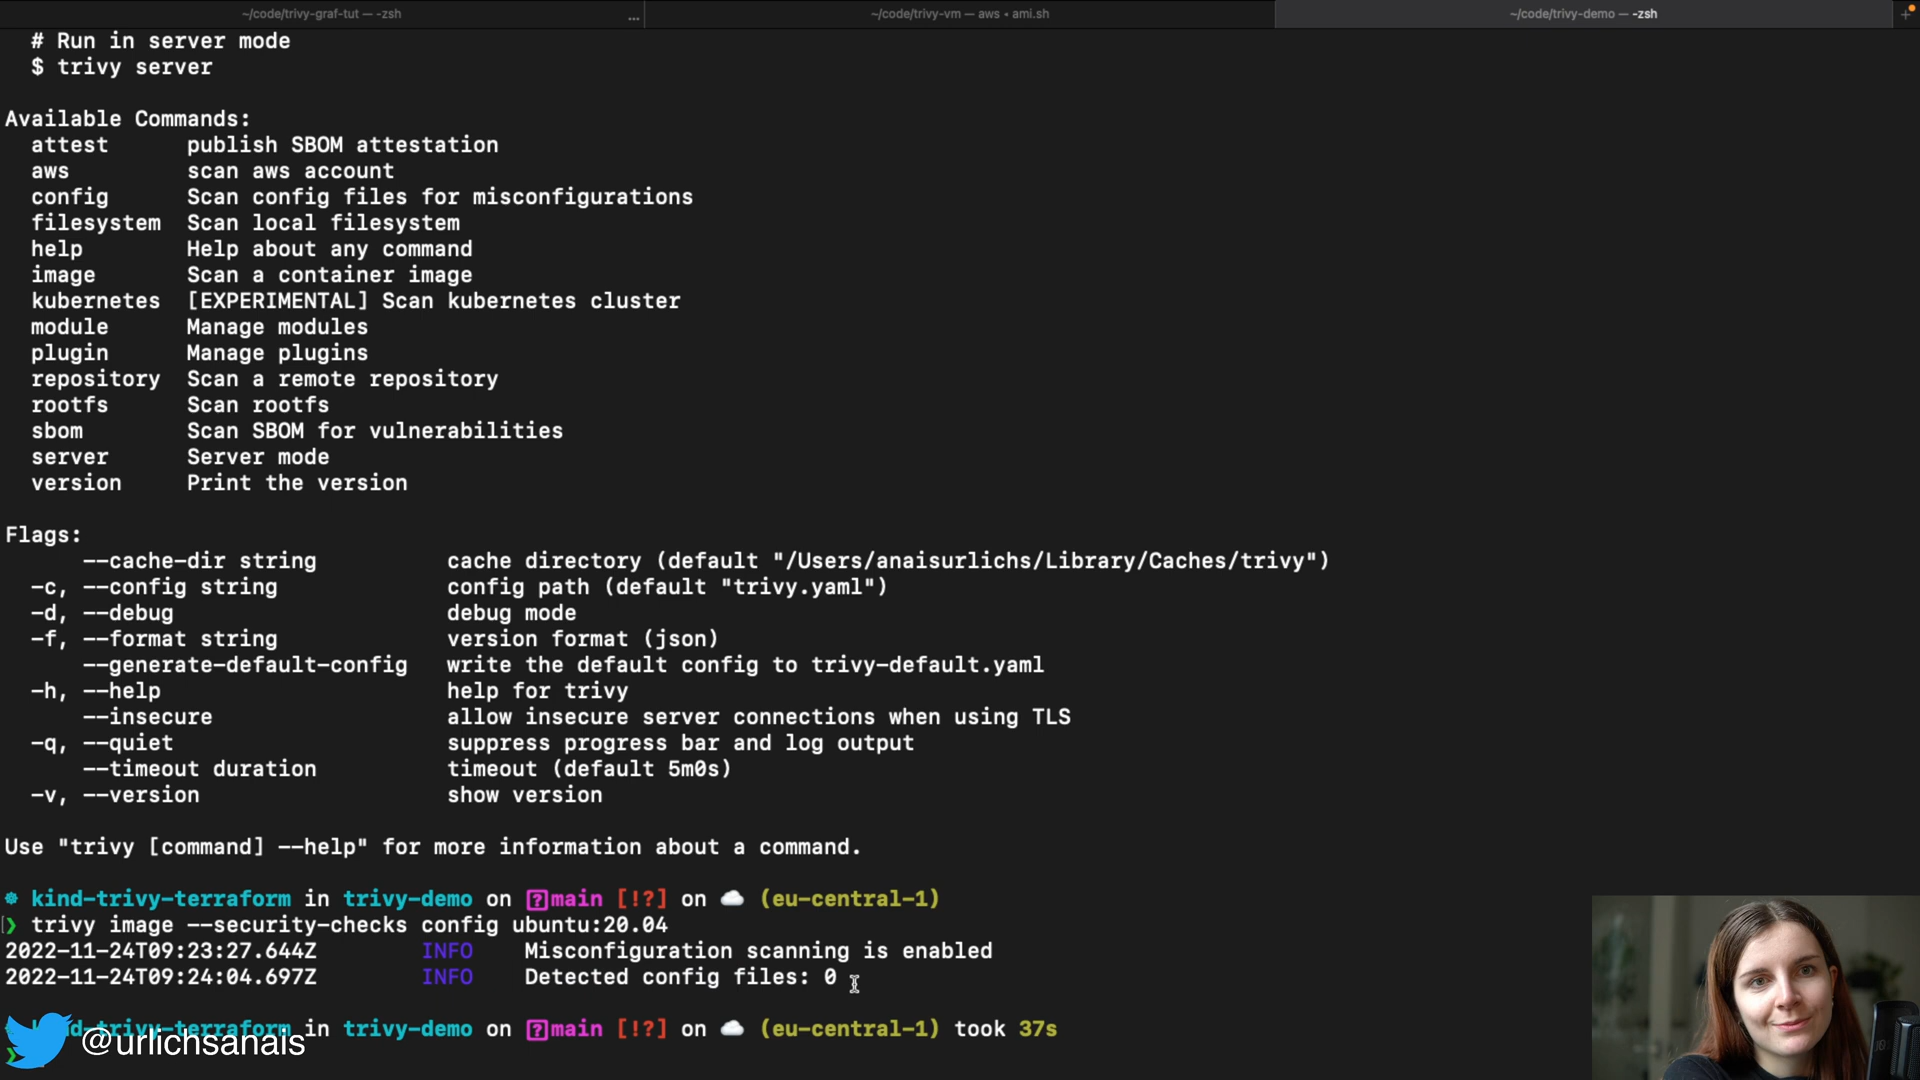 ~/code/trivy-graf-tut — -zsh
...
~/code/trivy-vm — aws • ami.sh
~/code/trivy-demo — -zsh
+
# Run in server mode
$ trivy server
Available Commands:
attest publish SBOM attestation
aws scan aws account
config Scan config files for misconfigurations
filesystem Scan local filesystem
help Help about any command
image Scan a container image
kubernetes [EXPERIMENTAL] Scan kubernetes cluster
module Manage modules
plugin Manage plugins
repository Scan a remote repository
rootfs Scan rootfs
sbom Scan SBOM for vulnerabilities
server Server mode
version Print the version
Flags:
--cache-dir string cache directory (default "/Users/anaisurlichs/Library/Caches/trivy")
-c, --config string config path (default "trivy.yaml")
-d, --debug debug mode
-f, --format string version format (json)
--generate-default-config write the default config to trivy-default.yaml
-h, --help help for trivy
--insecure allow insecure server connections when using TLS
-q, --quiet suppress progress bar and log output
--timeout duration timeout (default 5m0s)
-v, --version show version
Use "trivy [command] --help" for more information about a command.
kind-trivy-terraform in trivy-demo on main [!?] on (eu-central-1)
❯ trivy image --security-checks config ubuntu:20.04
2022-11-24T09:23:27.644Z INFO Misconfiguration scanning is enabled
2022-11-24T09:24:04.697Z INFO Detected config files: 0
kind-trivy-terraform in trivy-demo on main [!?] on (eu-central-1) took 37s
@urlichsanais